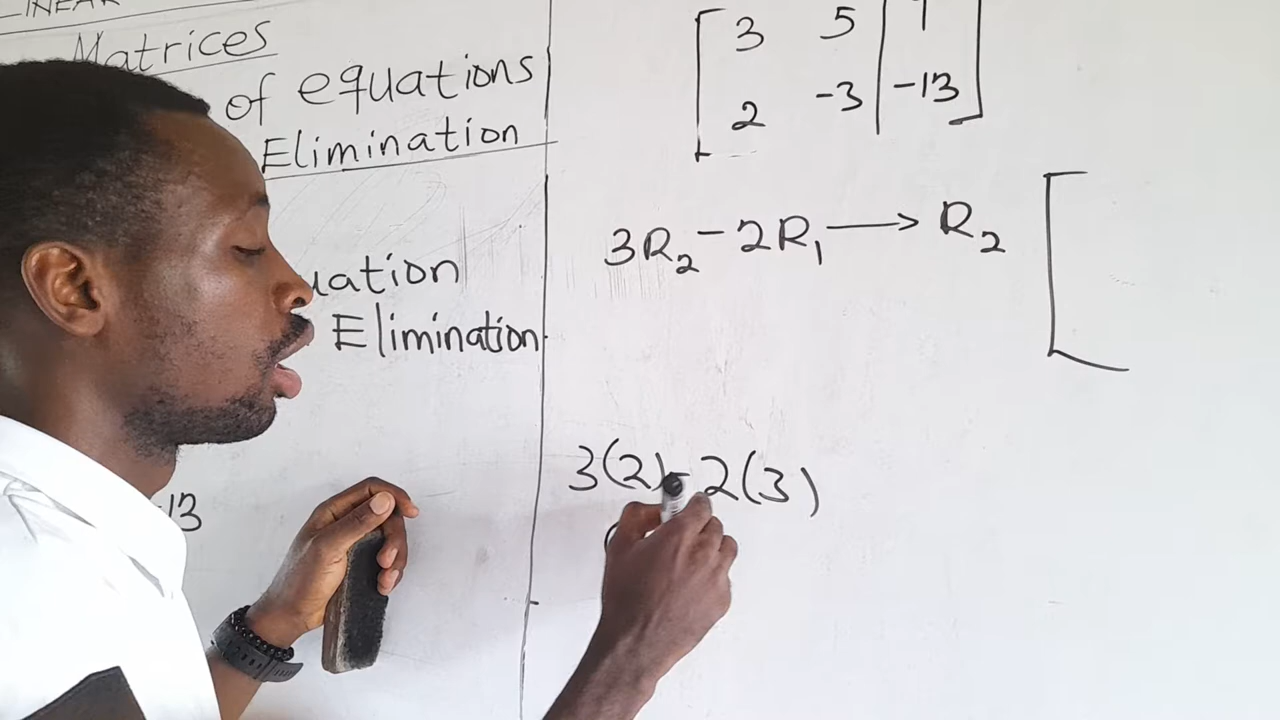 LINEAR
Matrices
of equations
Elimination
uation
Elimination
13
3 5 1
2 -3 -13
3R₂ - 2R₁ → R₂
3(2) - 2(3)